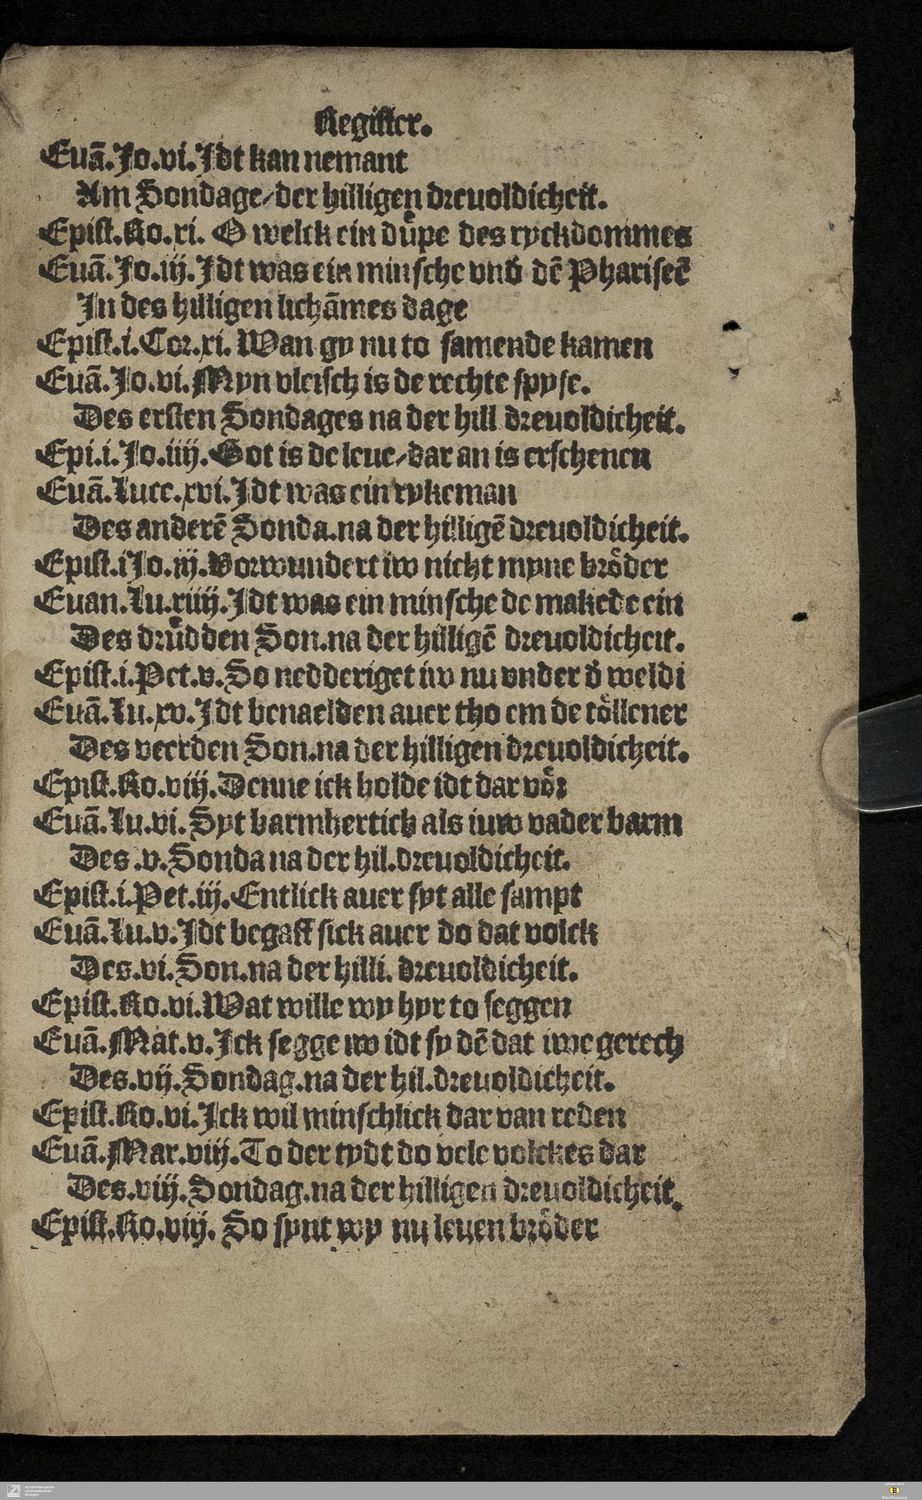 Register.
Euā.Jo.vi.Jdt kan nemant
Am Sondage/der hilligen dreuoldicheit.
Epist.Ro.xi. O welck ein důpe des ryckdommes
Euā.Jo.iij.Jdt was ein minsche vnd̕ dē Phariseē
Jn des hilligen lichāmes dage
Epist.i.Cor.xi.Wan gy nu to samende kamen
Euā.Jo.vi.Myn vleisch is de rechte spyse.
Des ersten Sondages na der hill dreuoldicheit.
Epi.i.Jo.iiij.Got is de leue/dar an is erschenen
Euā.Luce.xvi.Jdt was ein rykeman
Des anderē Sonda.na der hilligē dreuoldicheit.
Epist.iJo.iij.Vorwundert iw nicht myne brőder
Euan.Lu.xiiij.Jdt was ein minsche de makede ein
Des drůdden Son.na der hilligē dreuoldicheit.
Epist.i.Pet.v.So nedderiget iw nu vnder d̕ weldi
Euā.Lu.xv.Jdt benaelden auer tho em de tőllener
Des veerden Son.na der hilligen dreuoldicheit.
Epist.Ro.viij.Denne ick holde idt dar vőr
Euā.Lu.vi.Syt barmhertich als iuw vader barm
Des .v.Sonda na der hil.dreuoldicheit.
Epist.i.Pet.iij.Entlick auer syt alle sampt
Euā.Lu.v.Jdt begaff sick auer do dat volck
Des.vi.Son.na der hilli. dreuoldicheit.
Epist.Ro.vi.Wat wille wy hyr to seggen
Euā.Mat.v.Jck segge iw idt sy dē dat iwe gerech
Des.vij.Sondag.na der hil.dreuoldicheit.
Epist.Ro.vi.Jck wil minschlick dar van reden
Euā.Mar.viij.To der tydt do vele volckes dar
Des.viij.Sondag.na der hilligen dreuoldicheit.
Epist.Ro.viij. So synt wy nu leuen brőder
Württembergische
Landesbibliothek
Stuttgart